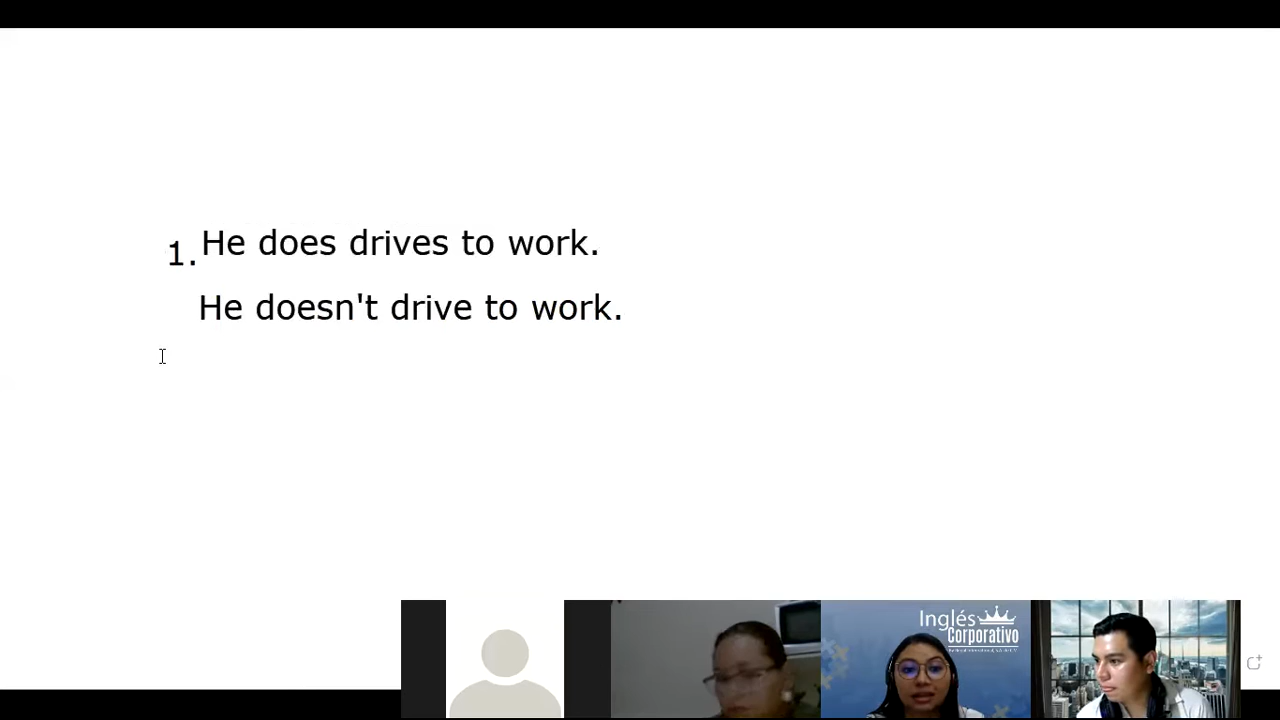 1. He does drives to work.
He doesn't drive to work.
Inglés
Corporativo